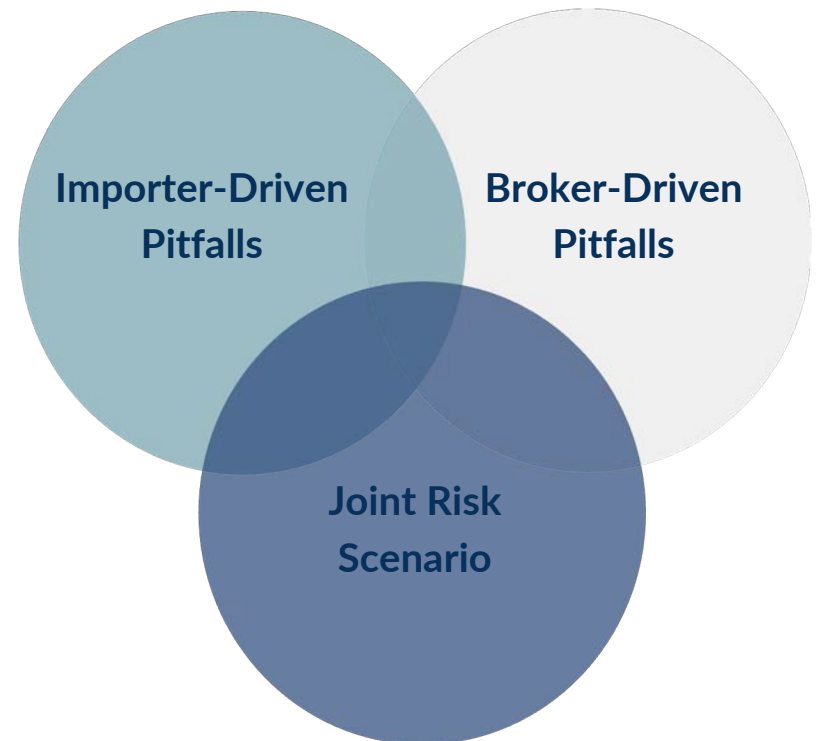 Importer-Driven
Pitfalls
Broker-Driven
Pitfalls
Joint Risk
Scenario